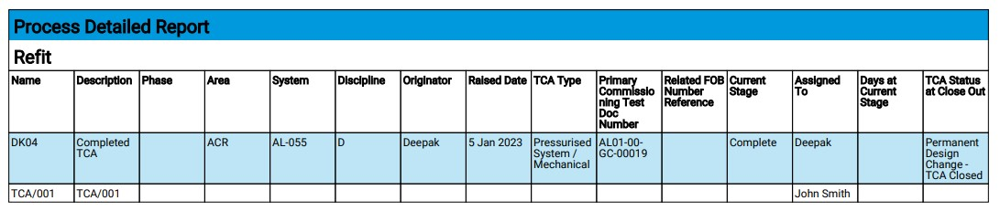 Process Detailed Report
Refit
Name Description Phase Area System Discipline Originator Raised Date TCA Type Primary Commissio ning Test Doc Number Related FOB Number Reference Current Stage Assigned To Days at Current Stage TCA Status at Close Out
DK04 Completed TCA ACR AL-055 D Deepak 5 Jan 2023 Pressurised System / Mechanical AL01-00-GC-00019 Complete Deepak Permanent Design Change - TCA Closed
TCA/001 TCA/001 John Smith